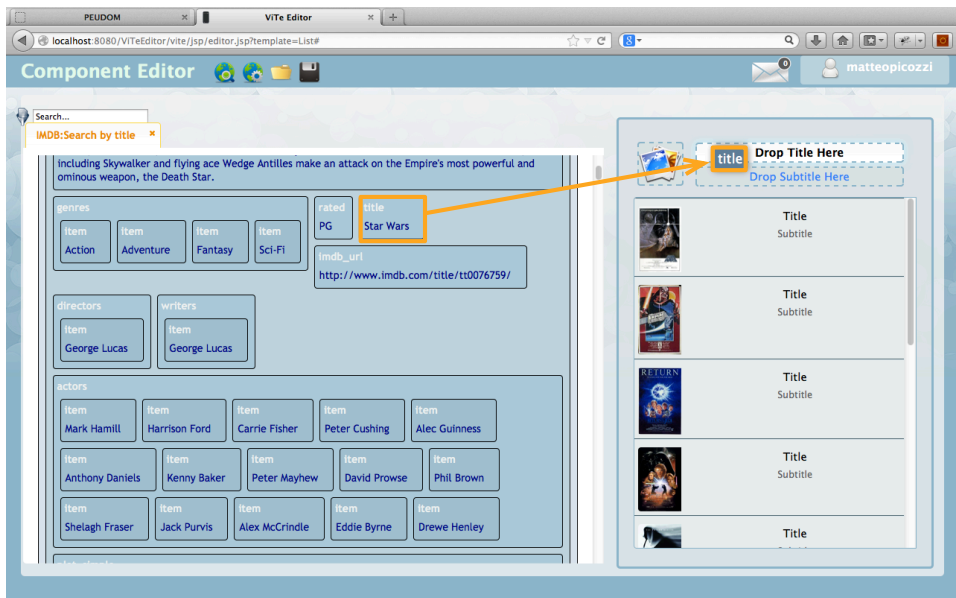 PEUDOM
ViTe Editor
localhost:8080/ViTeEditor/vite/jsp/editor.jsp?template=List#
8
Component Editor
0
matteopicozzi
Search...
IMDB:Search by title
including Skywalker and flying ace Wedge Antilles make an attack on the Empire's most powerful and
ominous weapon, the Death Star.
genres
item
Action
item
Adventure
item
Fantasy
item
Sci-Fi
rated
PG
title
Star Wars
imdb_url
http://www.imdb.com/title/tt0076759/
directors
item
George Lucas
writers
item
George Lucas
actors
item
Mark Hamill
item
Harrison Ford
item
Carrie Fisher
item
Peter Cushing
item
Alec Guinness
item
Anthony Daniels
item
Kenny Baker
item
Peter Mayhew
item
David Prowse
item
Phil Brown
item
Shelagh Fraser
item
Jack Purvis
item
Alex McCrindle
item
Eddie Byrne
item
Drewe Henley
title
Drop Title Here
Drop Subtitle Here
Title
Subtitle
Title
Subtitle
RETURN
Title
Subtitle
Title
Subtitle
Title